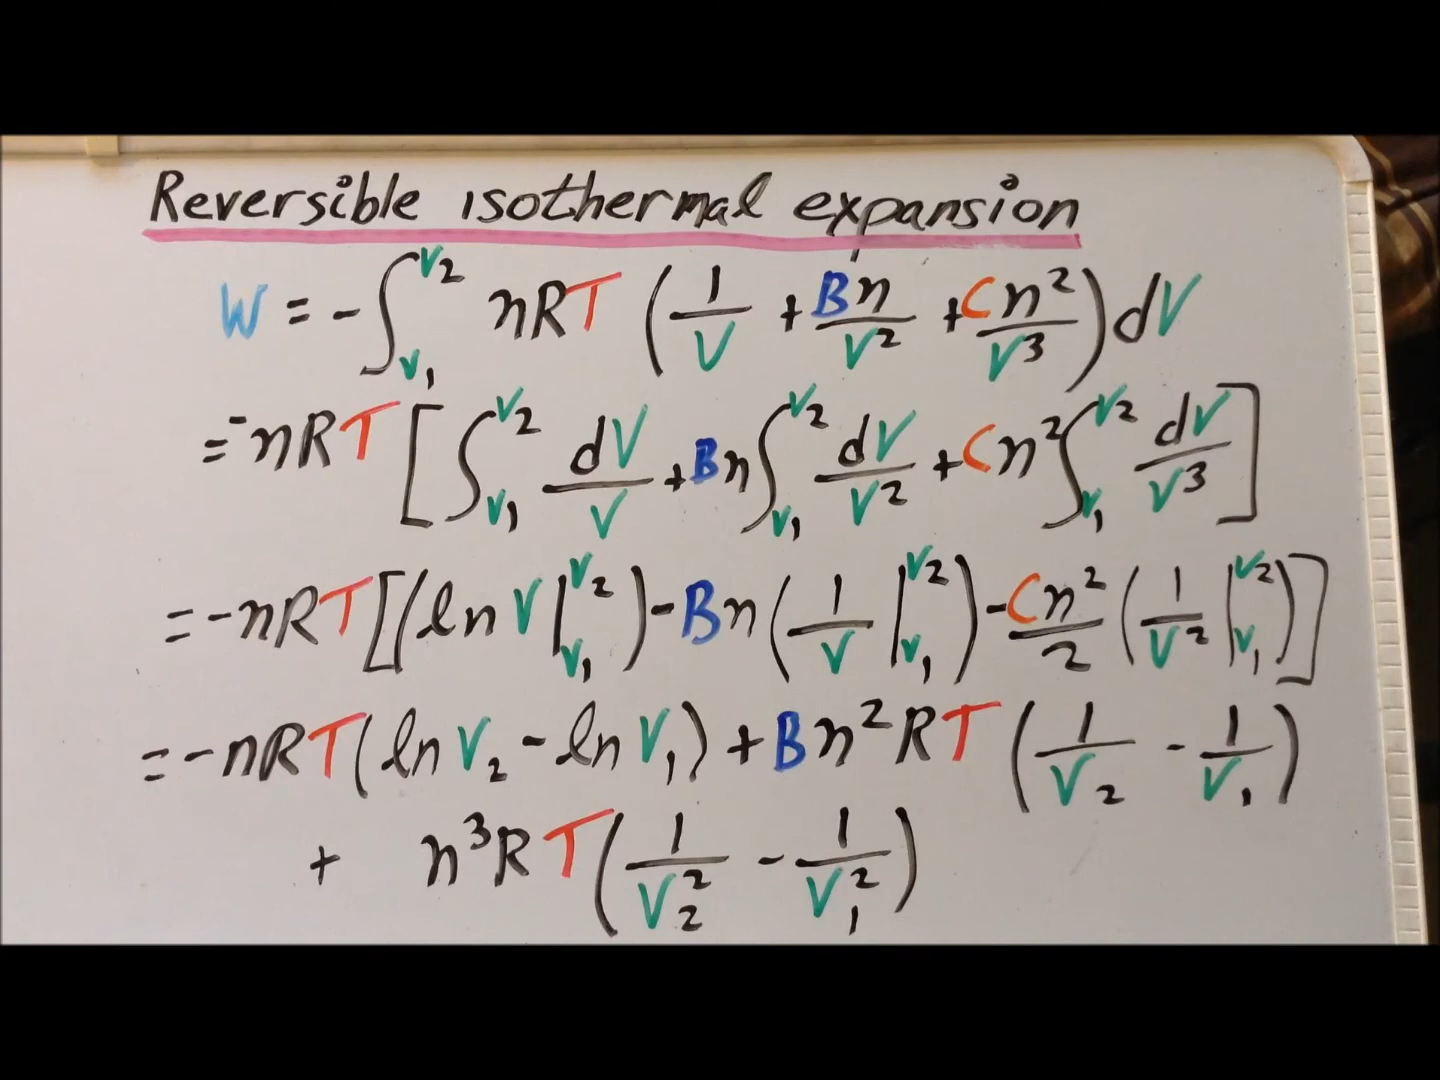 Reversible isothermal expansion
W = -∫_{V₁}^{V₂} nRT (1/V + Bn/V² + Cn²/V³) dV
= -nRT [∫_{V₁}^{V₂} dV/V + Bn ∫_{V₁}^{V₂} dV/V² + Cn² ∫_{V₁}^{V₂} dV/V³]
= -nRT [(ln V |_{V₁}^{V₂}) - Bn (1/V |_{V₁}^{V₂}) - Cn²/2 (1/V² |_{V₁}^{V₂})]
= -nRT (ln V₂ - ln V₁) + Bn²RT (1/V₂ - 1/V₁)
+ n³RT (1/V₂² - 1/V₁²)